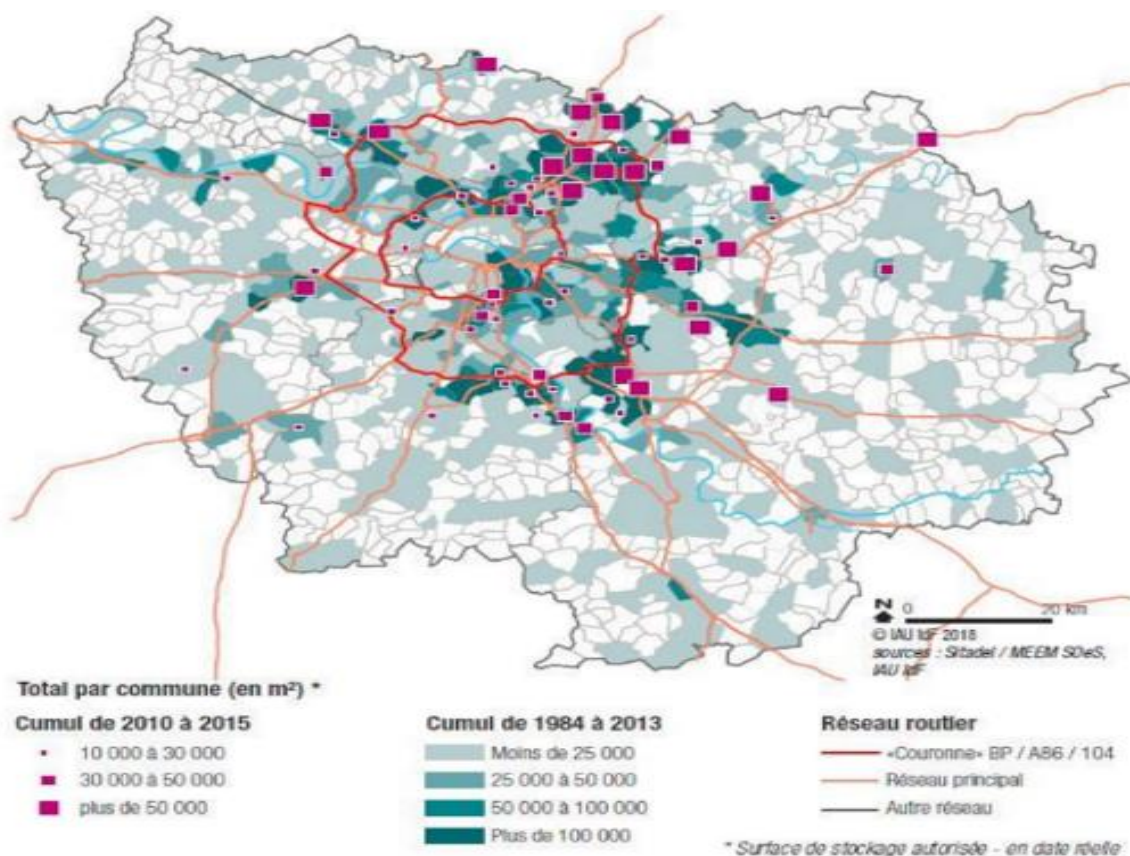 N 0 20 km
© IAU IdF 2018
sources : Sitadel / MEEM SOeS,
IAU IdF
Total par commune (en m²) *
Cumul de 2010 à 2015
10 000 à 30 000
30 000 à 50 000
plus de 50 000
Cumul de 1984 à 2013
Moins de 25 000
25 000 à 50 000
50 000 à 100 000
Plus de 100 000
Réseau routier
«Couronne» BP / A86 / 104
Réseau principal
Autre réseau
* Surface de stockage autorisée - en date réelle